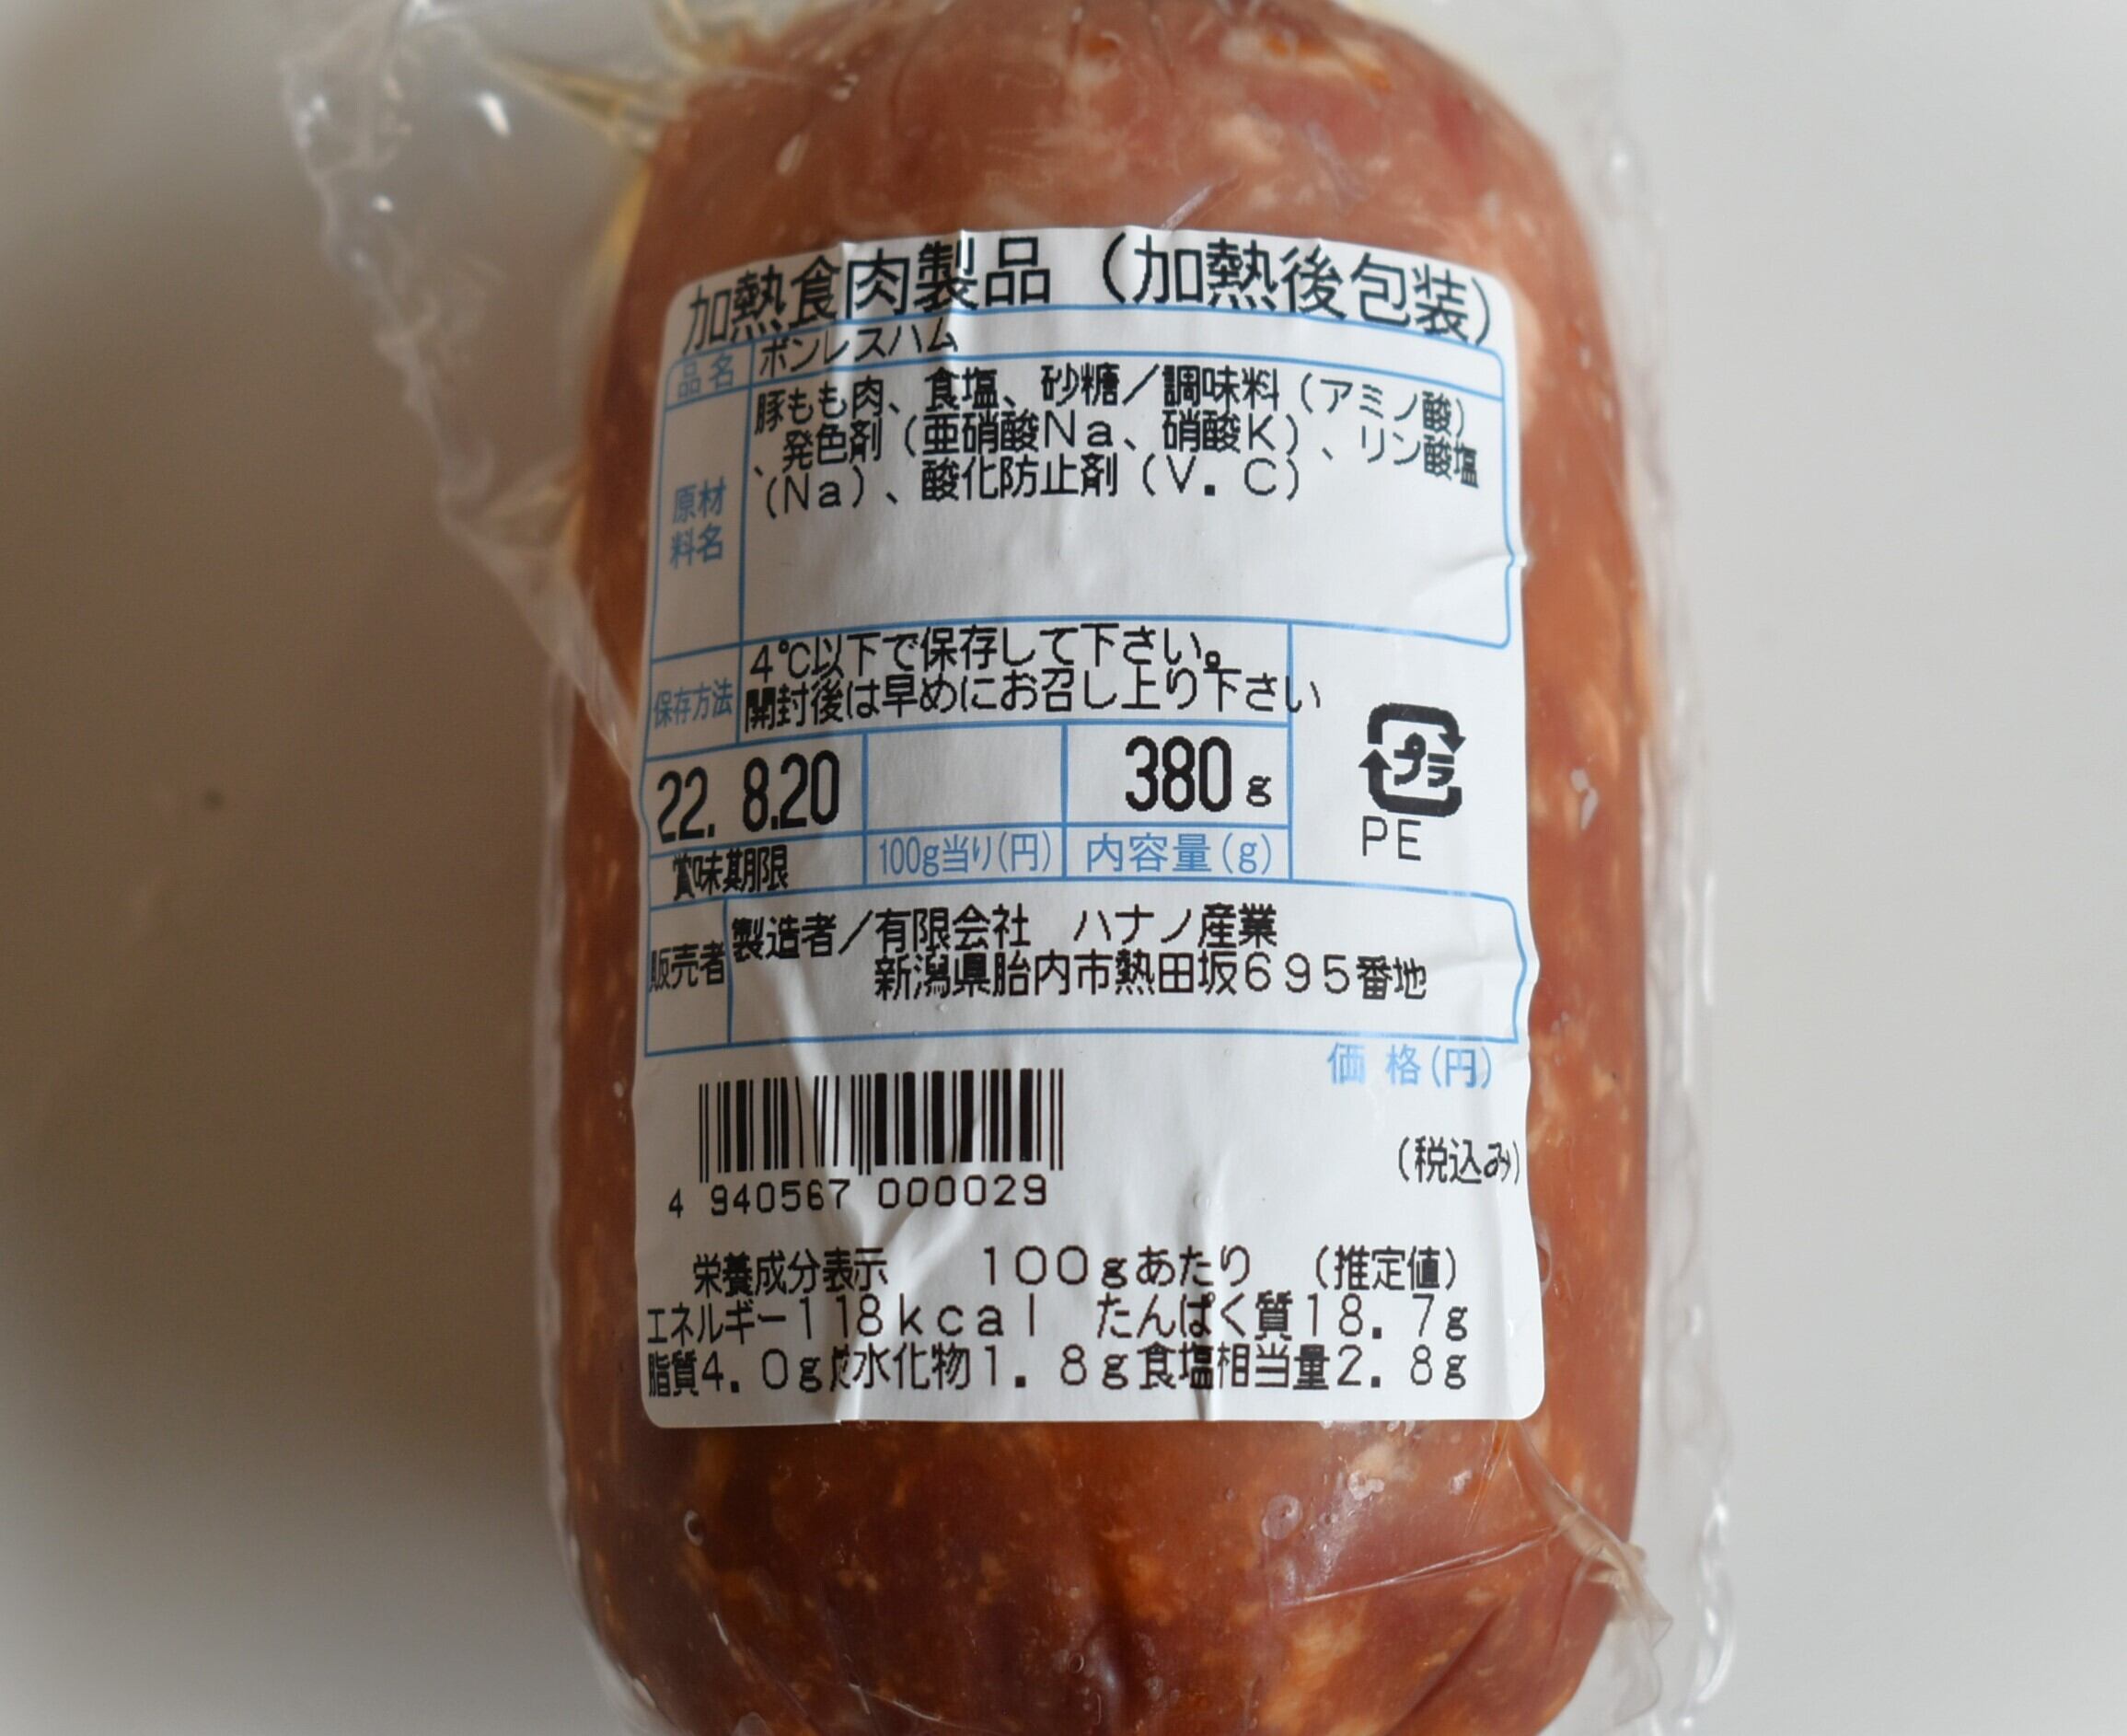 加熱食肉製品（加熱後包装）
品名 ボンレスハム
豚もも肉、食塩、砂糖／調味料（アミノ酸）
、発色剤（亜硝酸Na、硝酸K）、リン酸塩
（Na）、酸化防止剤（V．C）
原材
料名
4℃以下で保存して下さい。
保存方法 開封後は早めにお召し上り下さい
22. 8.20 380 g
プラ
PE
賞味期限 100g当り(円) 内容量(g)
販売者 製造者／有限会社 ハナノ産業
新潟県胎内市熱田坂695番地
価格(円)
(税込み)
4 940567 000029
栄養成分表示 100gあたり （推定値）
エネルギー118kcal たんぱく質18．7g
脂質4．0g炭水化物1．8g食塩相当量2．8g